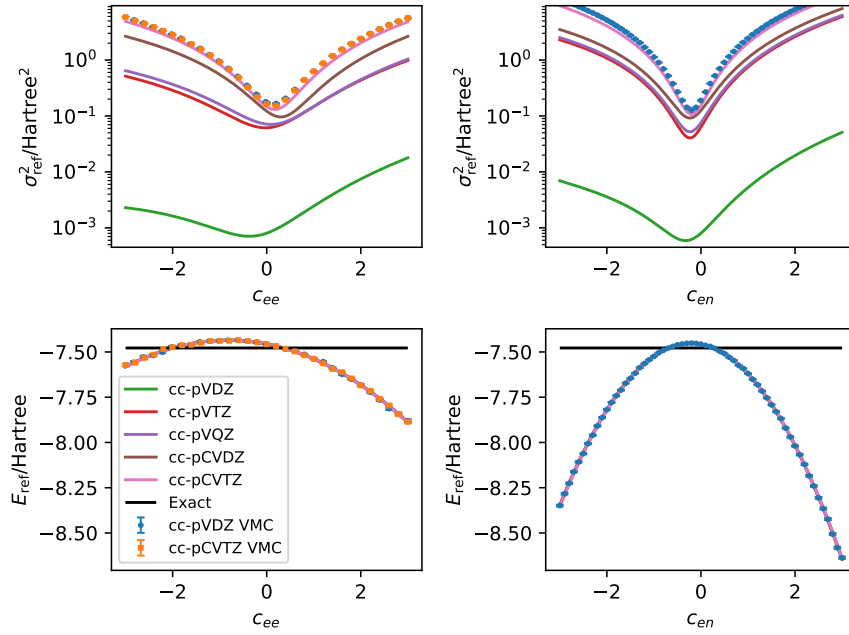 σ²ref/Hartree²
10⁰
10⁻¹
10⁻²
10⁻³
−2
0
2
cee
σ²ref/Hartree²
10⁰
10⁻¹
10⁻²
10⁻³
−2
0
2
cen
Eref/Hartree
−7.50
−7.75
−8.00
−8.25
−8.50
cc-pVDZ
cc-pVTZ
cc-pVQZ
cc-pCVDZ
cc-pCVTZ
Exact
cc-pVDZ VMC
cc-pCVTZ VMC
−2
0
2
cee
Eref/Hartree
−7.50
−7.75
−8.00
−8.25
−8.50
−2
0
2
cen